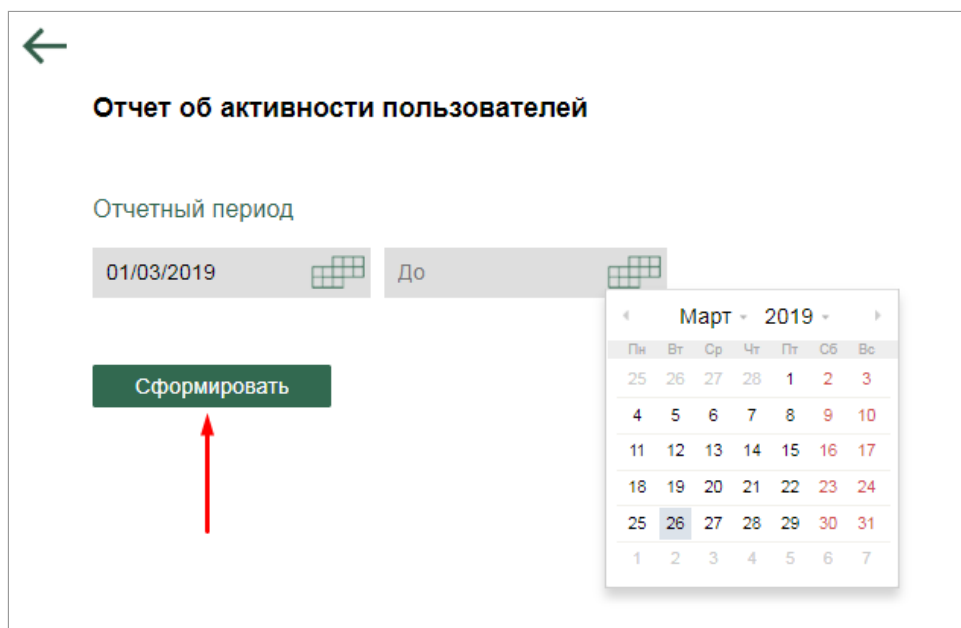 Отчет об активности пользователей
Отчетный период
01/03/2019 До
Март 2019
Пн Вт Ср Чт Пт Сб Вс
25 26 27 28 1 2 3
4 5 6 7 8 9 10
11 12 13 14 15 16 17
18 19 20 21 22 23 24
25 26 27 28 29 30 31
1 2 3 4 5 6 7
Сформировать